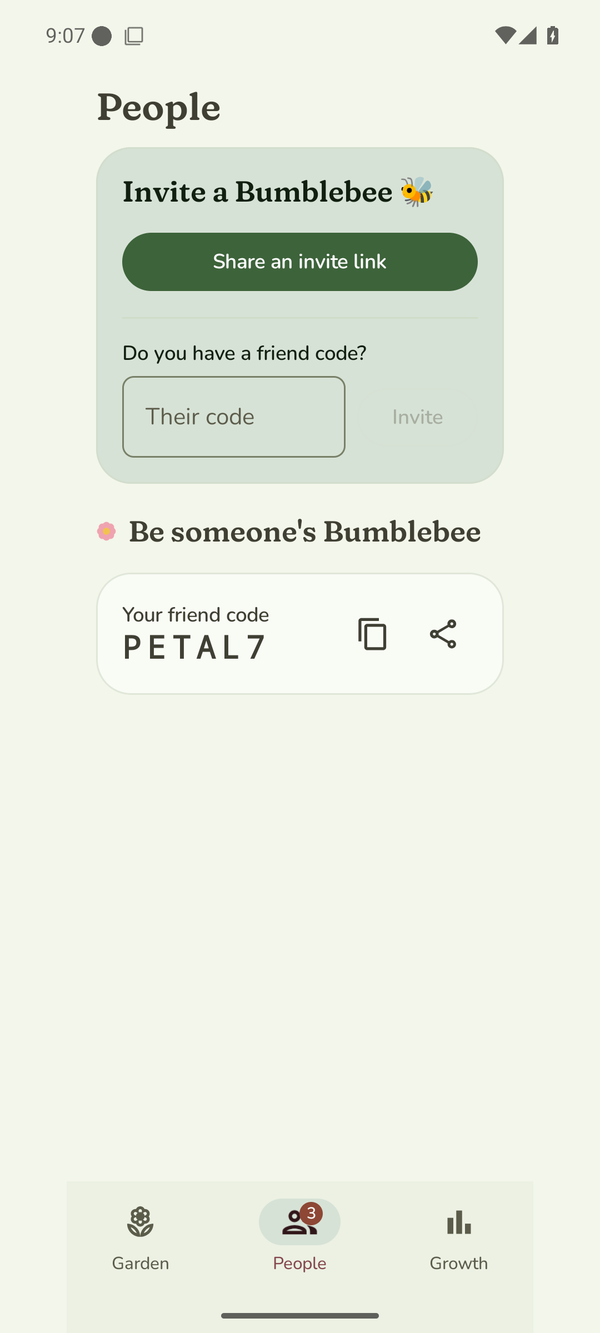 9:07
People
Invite a Bumblebee 🐝
Share an invite link
Do you have a friend code?
Their code
Invite
Be someone's Bumblebee
Your friend code
PETAL7
3
Garden
People
Growth